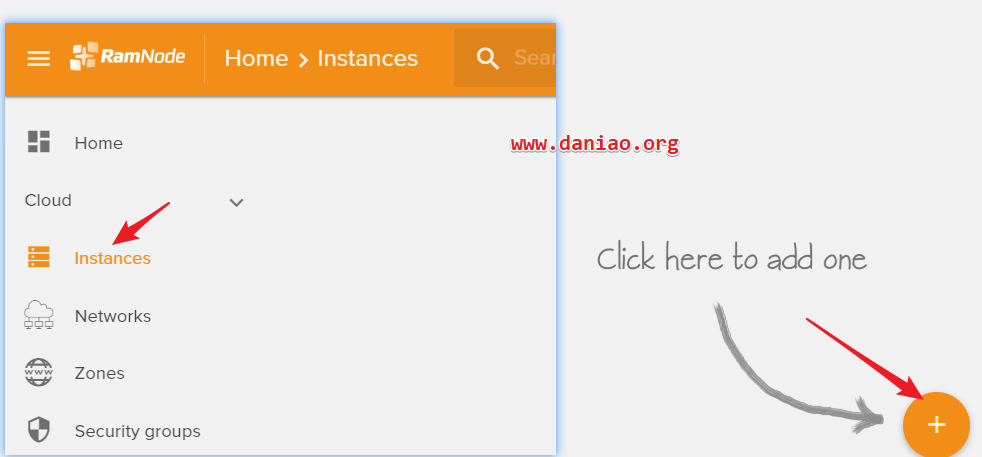 RamNode
Home > Instances
Sear
Home
www.daniao.org
Cloud
Instances
Click here to add one
Networks
WWW
Zones
Security groups
+